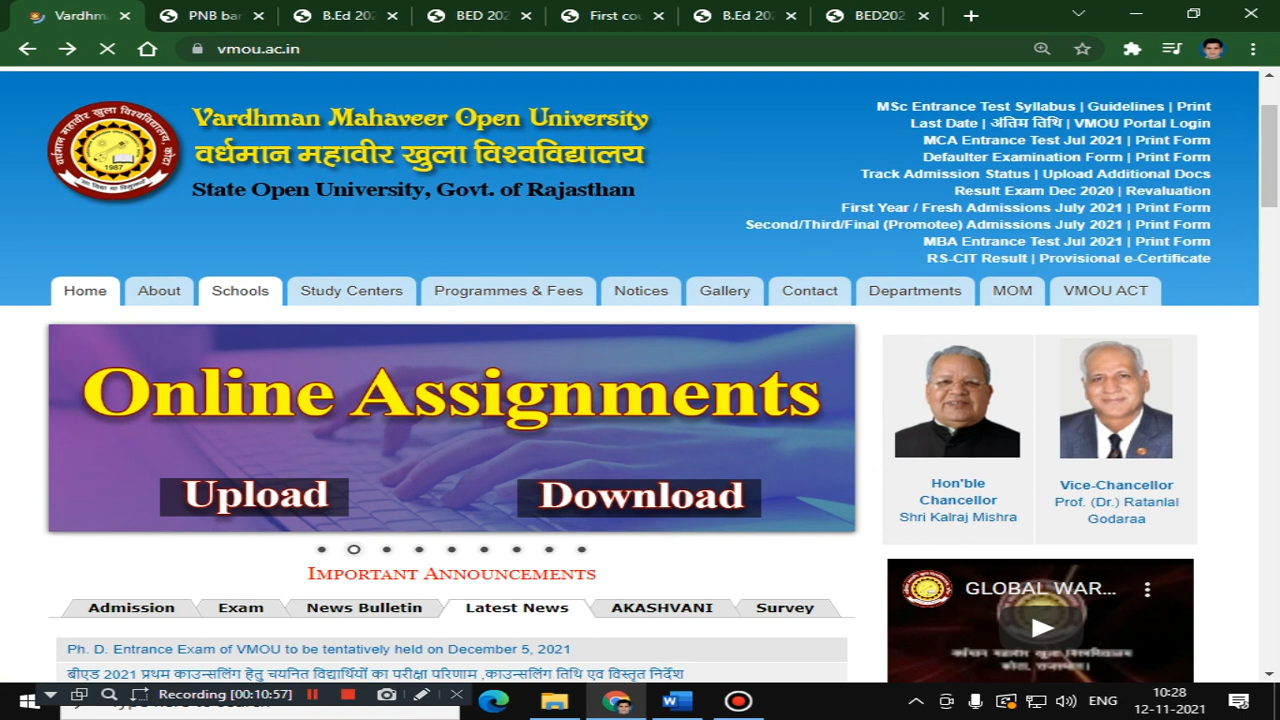 Vardhm
PNB bar
B.Ed 202
BED 202
First cou
B.Ed 202
BED202
vmou.ac.in
Vardhman Mahaveer Open University
वर्धमान महावीर खुला विश्वविद्यालय
State Open University, Govt. of Rajasthan
1987
MSc Entrance Test Syllabus | Guidelines | Print
Last Date | अंतिम तिथि | VMOU Portal Login
MCA Entrance Test Jul 2021 | Print Form
Defaulter Examination Form | Print Form
Track Admission Status | Upload Additional Docs
Result Exam Dec 2020 | Revaluation
First Year / Fresh Admissions July 2021 | Print Form
Second/Third/Final (Promotee) Admissions July 2021 | Print Form
MBA Entrance Test Jul 2021 | Print Form
RS-CIT Result | Provisional e-Certificate
Home About Schools Study Centers Programmes & Fees Notices Gallery Contact Departments MOM VMOU ACT
Online Assignments
Upload Download
Hon'ble
Chancellor
Shri Kalraj Mishra
Vice-Chancellor
Prof. (Dr.) Ratanlal
Godaraa
IMPORTANT ANNOUNCEMENTS
Admission Exam News Bulletin Latest News AKASHVANI Survey
Ph. D. Entrance Exam of VMOU to be tentatively held on December 5, 2021
बीएड 2021 प्रथम काउन्सलिंग हेतु चयनित विद्यार्थियों का परीक्षा परिणाम ,काउन्सलिंग तिथि एव विस्तृत निर्देश
GLOBAL WAR...
Recording [00:10:57]
ENG
10:28
12-11-2021